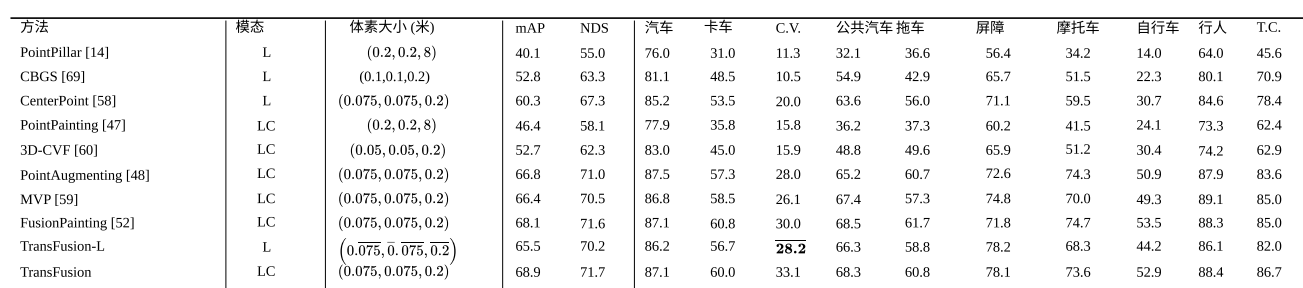 方法 模态 体素大小 (米) mAP NDS 汽车 卡车 C.V. 公共汽车 拖车 屏障 摩托车 自行车 行人 T.C.
PointPillar [14] L (0.2, 0.2, 8) 40.1 55.0 76.0 31.0 11.3 32.1 36.6 56.4 34.2 14.0 64.0 45.6
CBGS [69] L (0.1,0.1,0.2) 52.8 63.3 81.1 48.5 10.5 54.9 42.9 65.7 51.5 22.3 80.1 70.9
CenterPoint [58] L (0.075, 0.075, 0.2) 60.3 67.3 85.2 53.5 20.0 63.6 56.0 71.1 59.5 30.7 84.6 78.4
PointPainting [47] LC (0.2, 0.2, 8) 46.4 58.1 77.9 35.8 15.8 36.2 37.3 60.2 41.5 24.1 73.3 62.4
3D-CVF [60] LC (0.05, 0.05, 0.2) 52.7 62.3 83.0 45.0 15.9 48.8 49.6 65.9 51.2 30.4 74.2 62.9
PointAugmenting [48] LC (0.075, 0.075, 0.2) 66.8 71.0 87.5 57.3 28.0 65.2 60.7 72.6 74.3 50.9 87.9 83.6
MVP [59] LC (0.075, 0.075, 0.2) 66.4 70.5 86.8 58.5 26.1 67.4 57.3 74.8 70.0 49.3 89.1 85.0
FusionPainting [52] LC (0.075, 0.075, 0.2) 68.1 71.6 87.1 60.8 30.0 68.5 61.7 71.8 74.7 53.5 88.3 85.0
TransFusion-L L (0.075, 0.075, 0.2) 65.5 70.2 86.2 56.7 28.2 66.3 58.8 78.2 68.3 44.2 86.1 82.0
TransFusion LC (0.075, 0.075, 0.2) 68.9 71.7 87.1 60.0 33.1 68.3 60.8 78.1 73.6 52.9 88.4 86.7